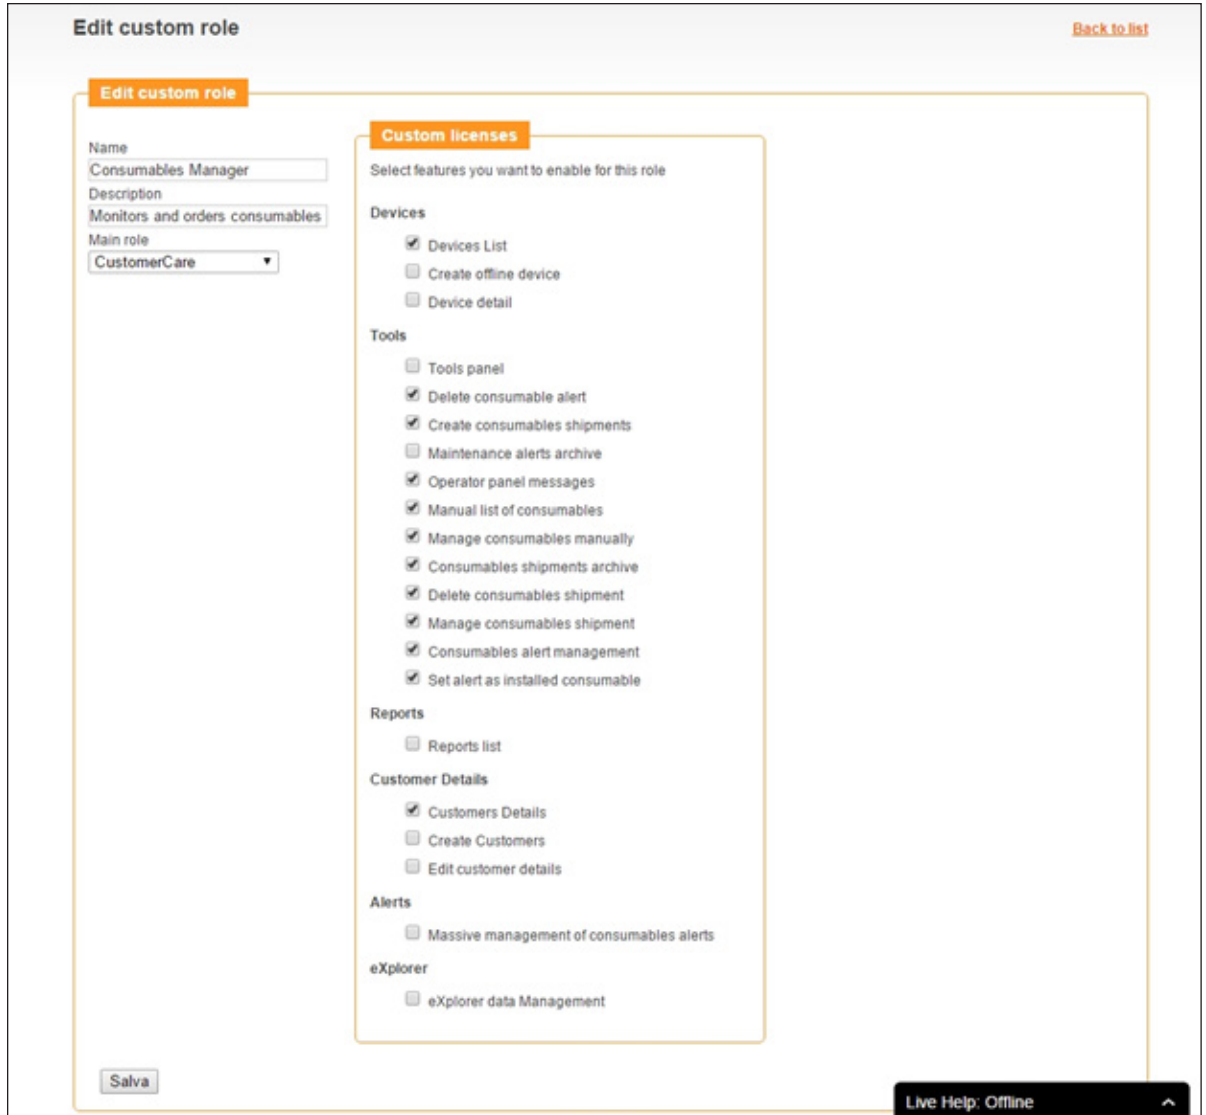 Edit custom role
Back to list
Edit custom role
Name
Consumables Manager
Description
Monitors and orders consumables
Main role
CustomerCare
Custom licenses
Select features you want to enable for this role
Devices
Devices List
Create offline device
Device detail
Tools
Tools panel
Delete consumable alert
Create consumables shipments
Maintenance alerts archive
Operator panel messages
Manual list of consumables
Manage consumables manually
Consumables shipments archive
Delete consumables shipment
Manage consumables shipment
Consumables alert management
Set alert as installed consumable
Reports
Reports list
Customer Details
Customers Details
Create Customers
Edit customer details
Alerts
Massive management of consumables alerts
eXplorer
eXplorer data Management
Salva
Live Help: Offline